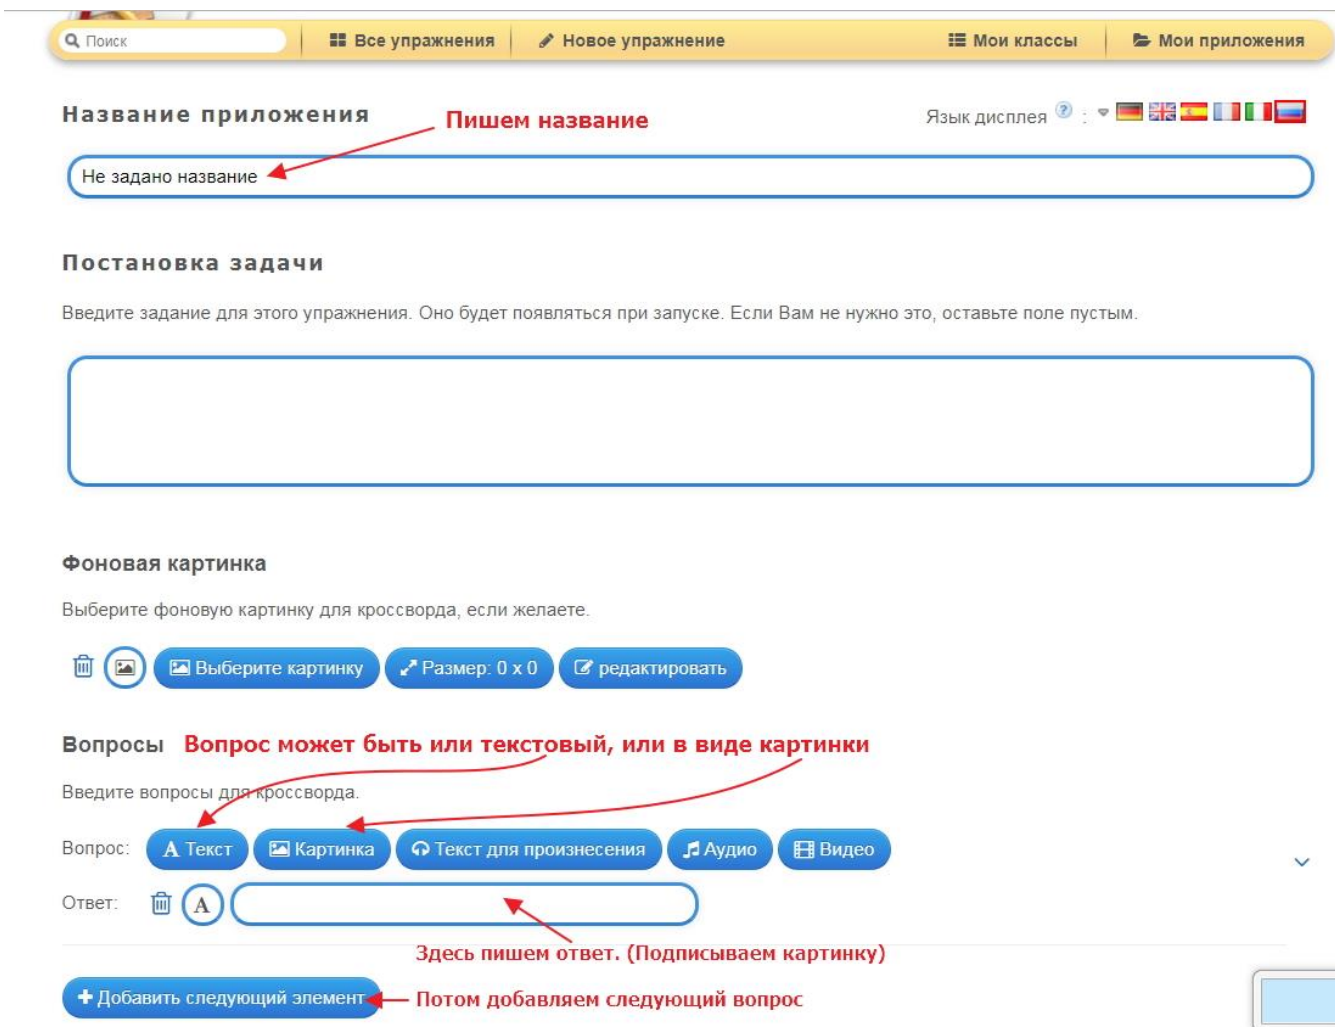 Поиск
Все упражнения
Новое упражнение
Мои классы
Мои приложения
Название приложения
Пишем название
Язык дисплея ? :
Не задано название
Постановка задачи
Введите задание для этого упражнения. Оно будет появляться при запуске. Если Вам не нужно это, оставьте поле пустым.
Фоновая картинка
Выберите фоновую картинку для кроссворда, если желаете.
Выберите картинку
Размер: 0 x 0
редактировать
Вопросы Вопрос может быть или текстовый, или в виде картинки
Введите вопросы для кроссворда.
Вопрос: A Текст Картинка Текст для произнесения Аудио Видео
Ответ: A
Здесь пишем ответ. (Подписываем картинку)
+ Добавить следующий элемент Потом добавляем следующий вопрос